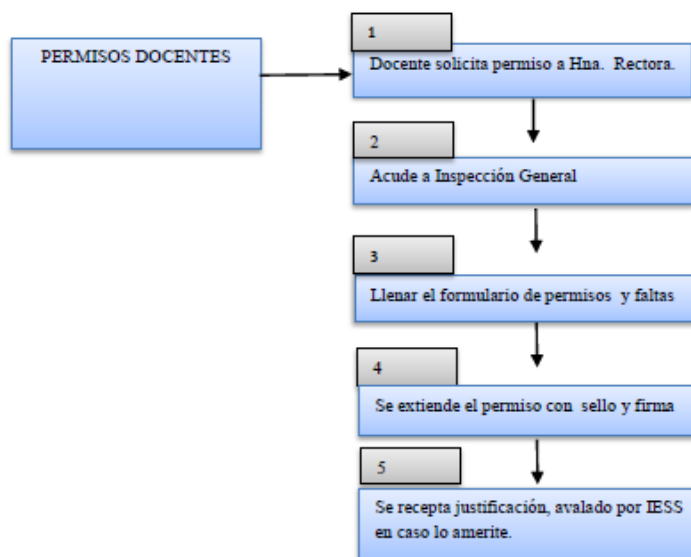 PERMISOS DOCENTES
1
Docente solicita permiso a Hna. Rectora.
2
Acude a Inspección General
3
Llenar el formulario de permisos y faltas
4
Se extiende el permiso con sello y firma
5
Se recepta justificación, avalado por IESS
en caso lo amerite.